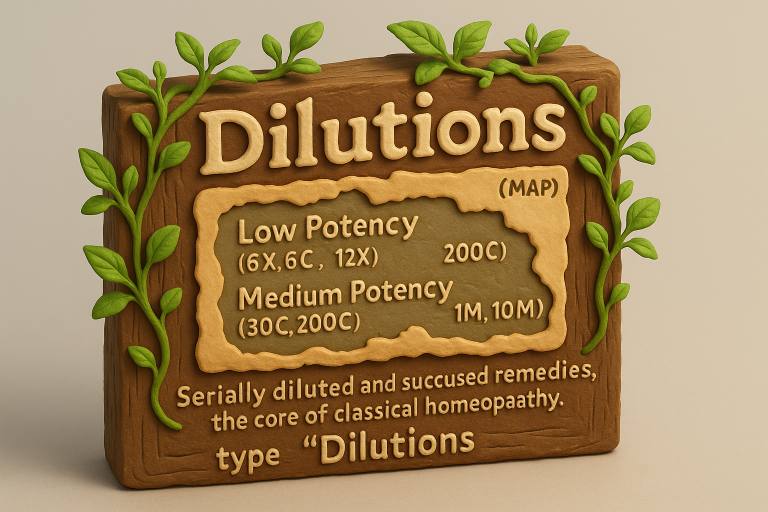 Dilutions
(MAP)
Low Potency
(6X, 6C, 12X) 200C)
Medium Potency
(30C, 200C) 1M, 10M)
Serially diluted and succused remedies,
the core of classical homeopaathy.
type “Dilutions